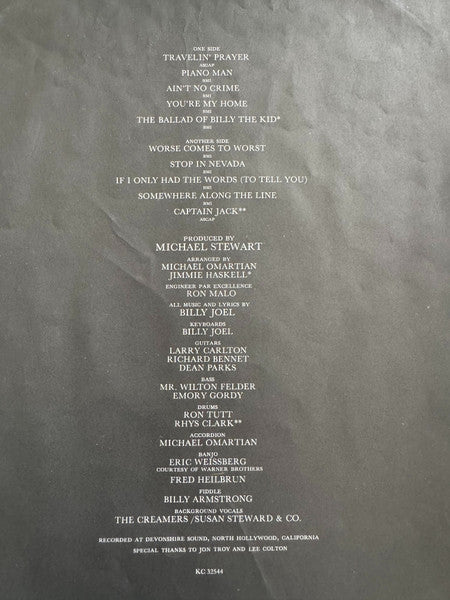 ONE SIDE
TRAVELIN' PRAYER
ASCAP
PIANO MAN
BMI
AIN'T NO CRIME
BMI
YOU'RE MY HOME
BMI
THE BALLAD OF BILLY THE KID*
BMI
ANOTHER SIDE
WORSE COMES TO WORST
BMI
STOP IN NEVADA
BMI
IF I ONLY HAD THE WORDS (TO TELL YOU)
BMI
SOMEWHERE ALONG THE LINE
BMI
CAPTAIN JACK**
ASCAP
PRODUCED BY
MICHAEL STEWART
ARRANGED BY
MICHAEL OMARTIAN
JIMMIE HASKELL*
ENGINEER PAR EXCELLENCE
RON MALO
ALL MUSIC AND LYRICS BY
BILLY JOEL
KEYBOARDS
BILLY JOEL
GUITARS
LARRY CARLTON
RICHARD BENNET
DEAN PARKS
BASS
MR. WILTON FELDER
EMORY GORDY
DRUMS
RON TUTT
RHYS CLARK**
ACCORDION
MICHAEL OMARTIAN
BANJO
ERIC WEISSBERG
COURTESY OF WARNER BROTHERS
FRED HEILBRUN
FIDDLE
BILLY ARMSTRONG
BACKGROUND VOCALS
THE CREAMERS/SUSAN STEWARD & CO.
RECORDED AT DEVONSHIRE SOUND, NORTH HOLLYWOOD, CALIFORNIA
SPECIAL THANKS TO JON TROY AND LEE COLTON
KC 32544